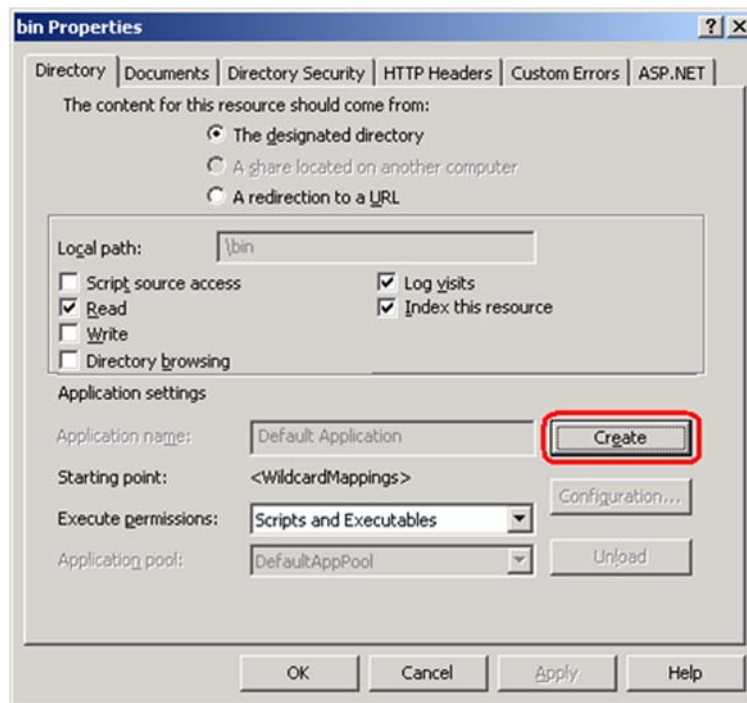 bin Properties
Directory Documents Directory Security HTTP Headers Custom Errors ASP.NET
The content for this resource should come from:
The designated directory
A share located on another computer
A redirection to a URL
Local path: \bin
Script source access Log visits
Read Index this resource
Write
Directory browsing
Application settings
Application name: Default Application Create
Starting point: <WildcardMappings>
Configuration...
Execute permissions: Scripts and Executables
Application pool: DefaultAppPool Unload
OK Cancel Apply Help